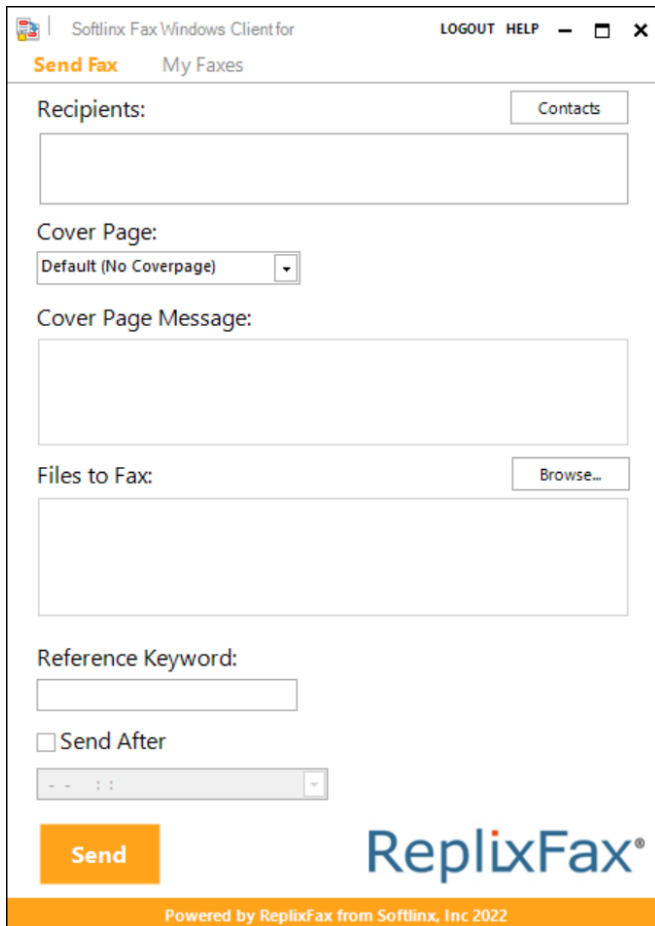 Softlinx Fax Windows Client for LOGOUT HELP
Send Fax My Faxes
Recipients: Contacts
Cover Page:
Default (No Coverpage)
Cover Page Message:
Files to Fax: Browse...
Reference Keyword:
Send After
- - : :
Send ReplixFax®
Powered by ReplixFax from Softlinx, Inc 2022